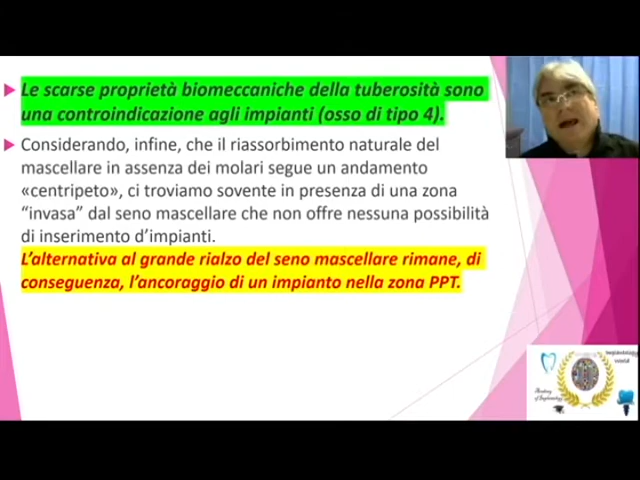 Le scarse proprietà biomeccaniche della tuberosità sono
una controindicazione agli impianti (osso di tipo 4).
Considerando, infine, che il riassorbimento naturale del
mascellare in assenza dei molari segue un andamento
«centripeto», ci troviamo sovente in presenza di una zona
“invasa” dal seno mascellare che non offre nessuna possibilità
di inserimento d’impianti.
L’alternativa al grande rialzo del seno mascellare rimane, di
conseguenza, l’ancoraggio di un impianto nella zona PPT.
Academy
of Implantology